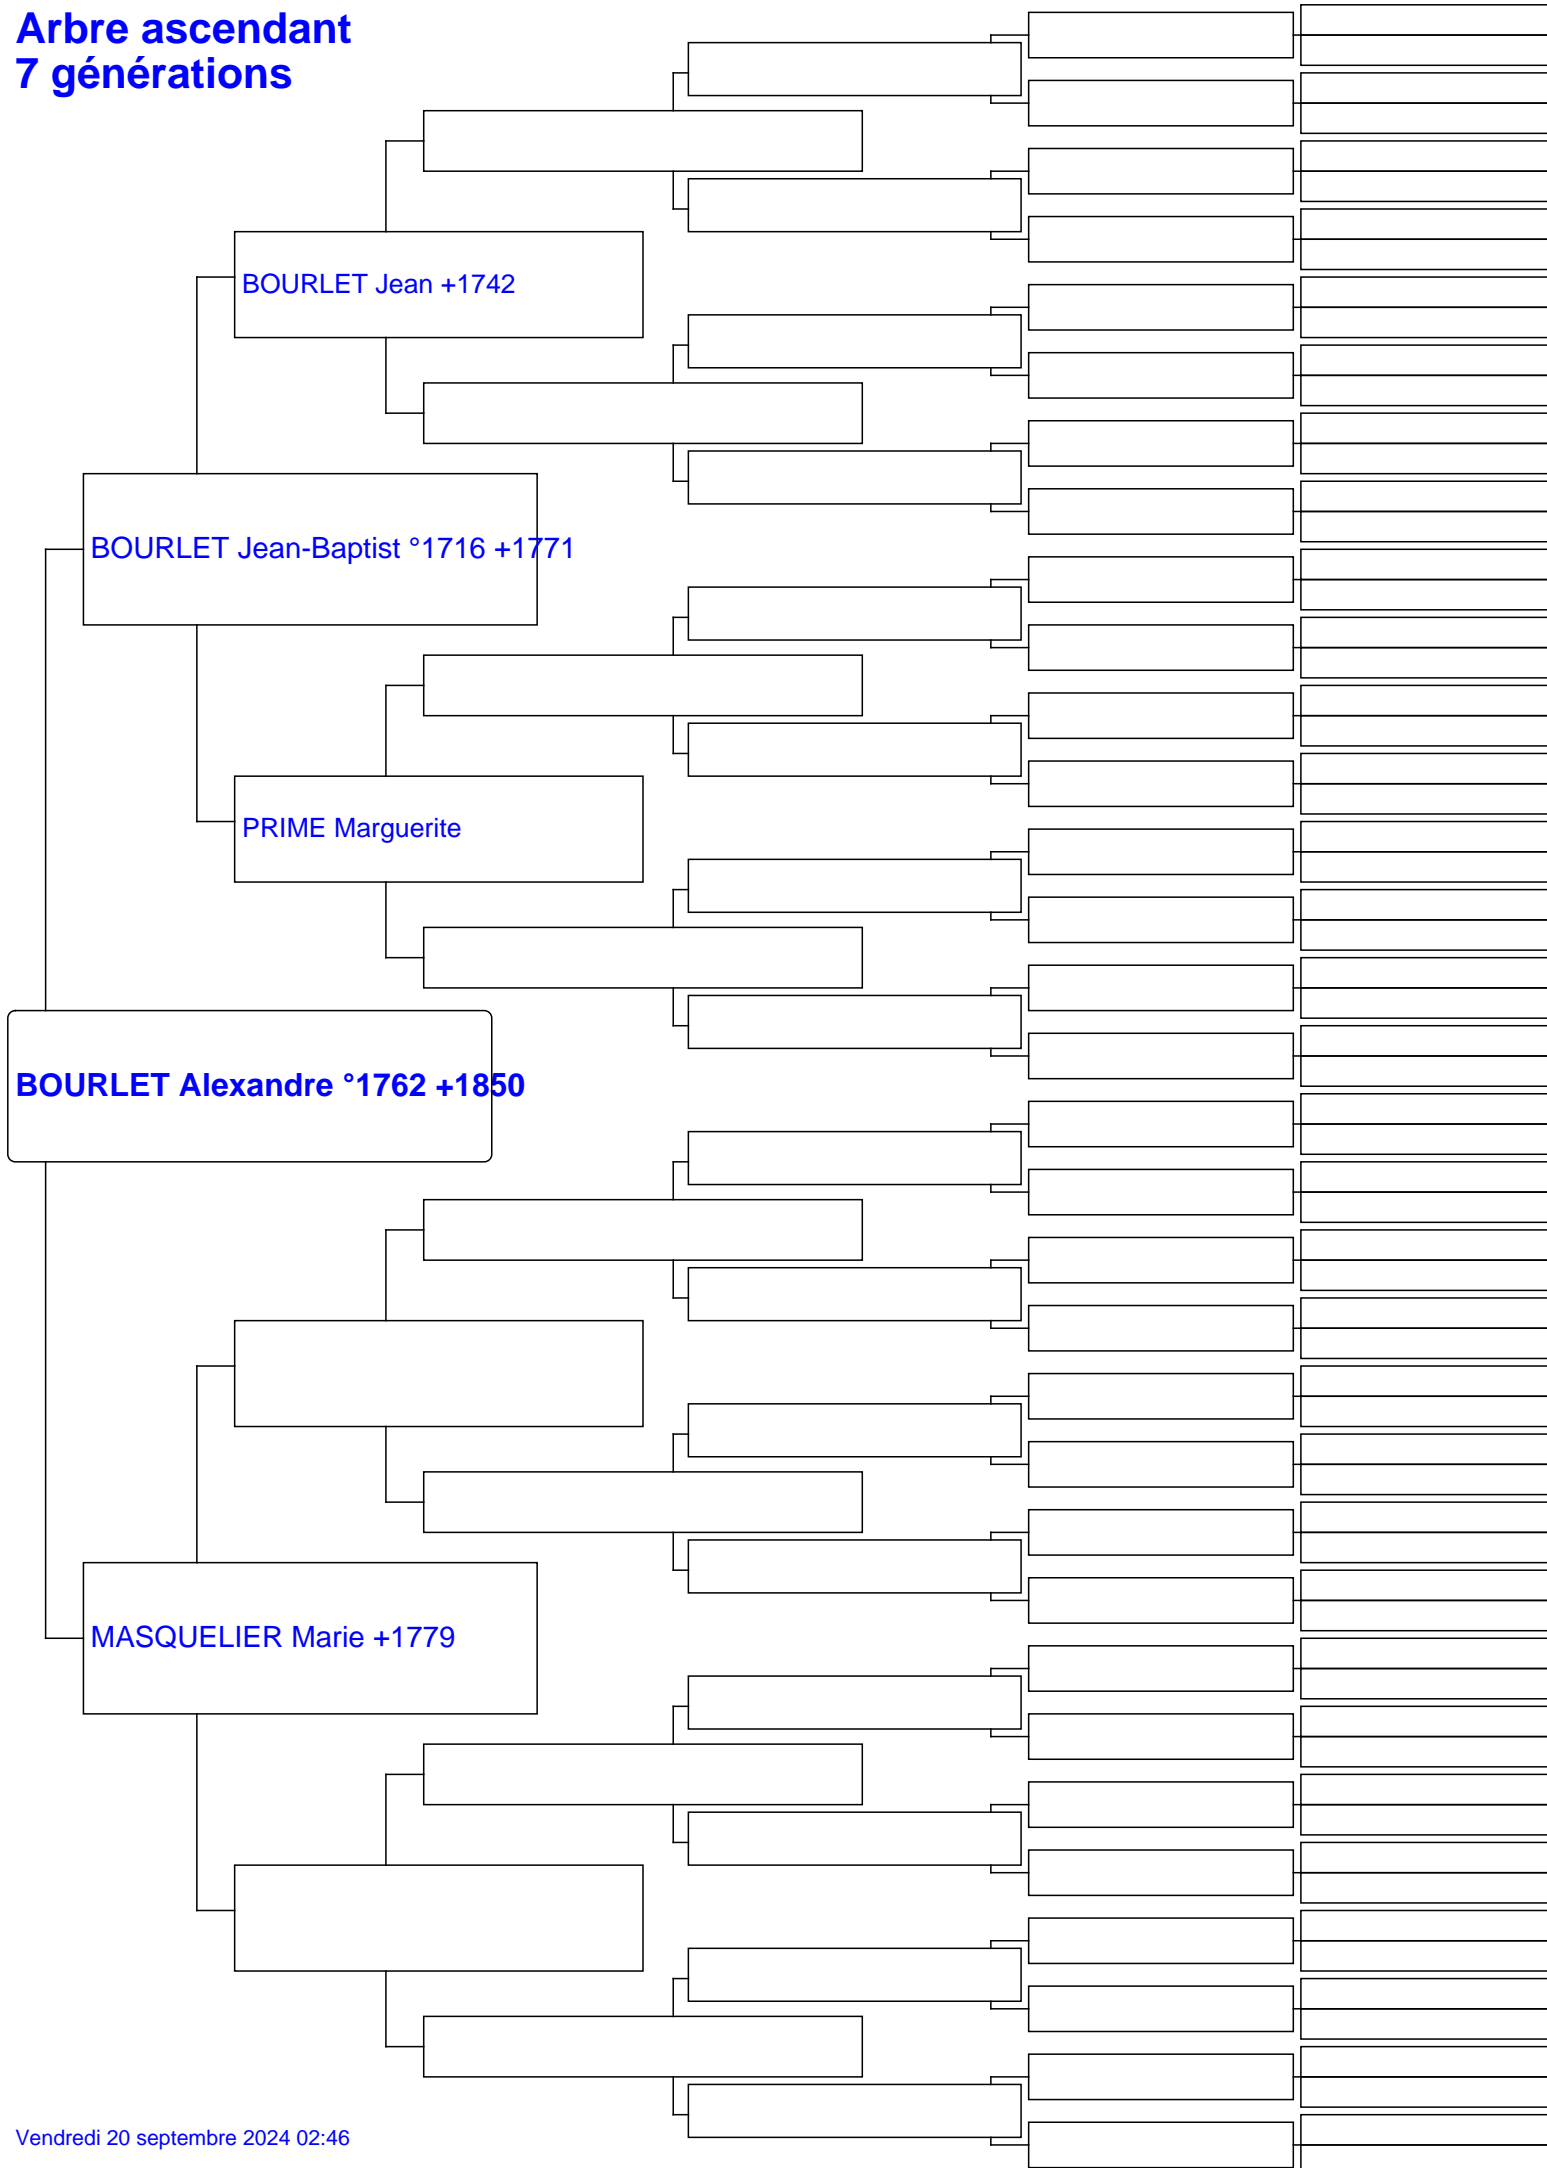 Arbre ascendant
7 générations
BOURLET Jean +1742
BOURLET Jean-Baptist °1716 +1771
PRIME Marguerite
BOURLET Alexandre °1762 +1850
MASQUELIER Marie +1779
Vendredi 20 septembre 2024 02:46